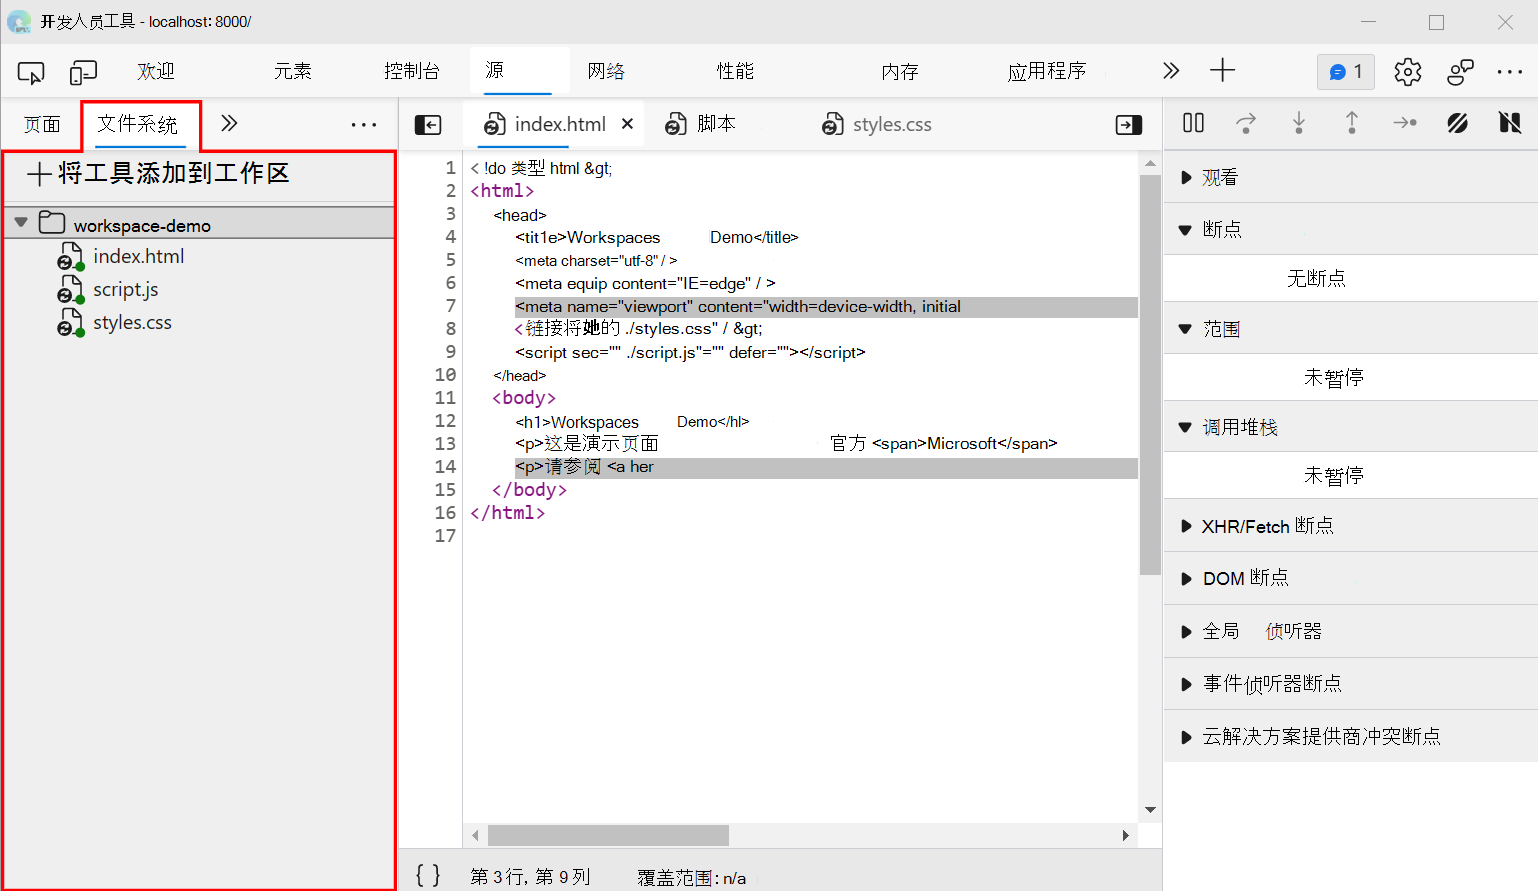 开发人员工具 - localhost: 8000/
欢迎 元素 控制台 源 网络 性能 内存 应用程序 1
页面 文件系统
将工具添加到工作区
workspace-demo
index.html
script.js
styles.css
index.html 脚本 styles.css
1 < !do 类型 html &gt;
2 <html>
3 <head>
4 <tit1e>Workspaces Demo</title>
5 <meta charset="utf-8" / >
6 <meta equip content="IE=edge" / >
7 <meta name="viewport" content="width=device-width, initial
8 <链接将她的 ./styles.css" / &gt;
9 <script sec="" ./script.js"="" defer=""></script>
10 </head>
11 <body>
12 <h1>Workspaces Demo</hl>
13 <p>这是演示页面 官方 <span>Microsoft</span>
14 <p>请参阅 <a her
15 </body>
16 </html>
17
{ } 第 3 行, 第 9 列 覆盖范围: n/a
观看
断点
无断点
范围
未暂停
调用堆栈
未暂停
XHR/Fetch 断点
DOM 断点
全局 侦听器
事件侦听器断点
云解决方案提供商冲突断点